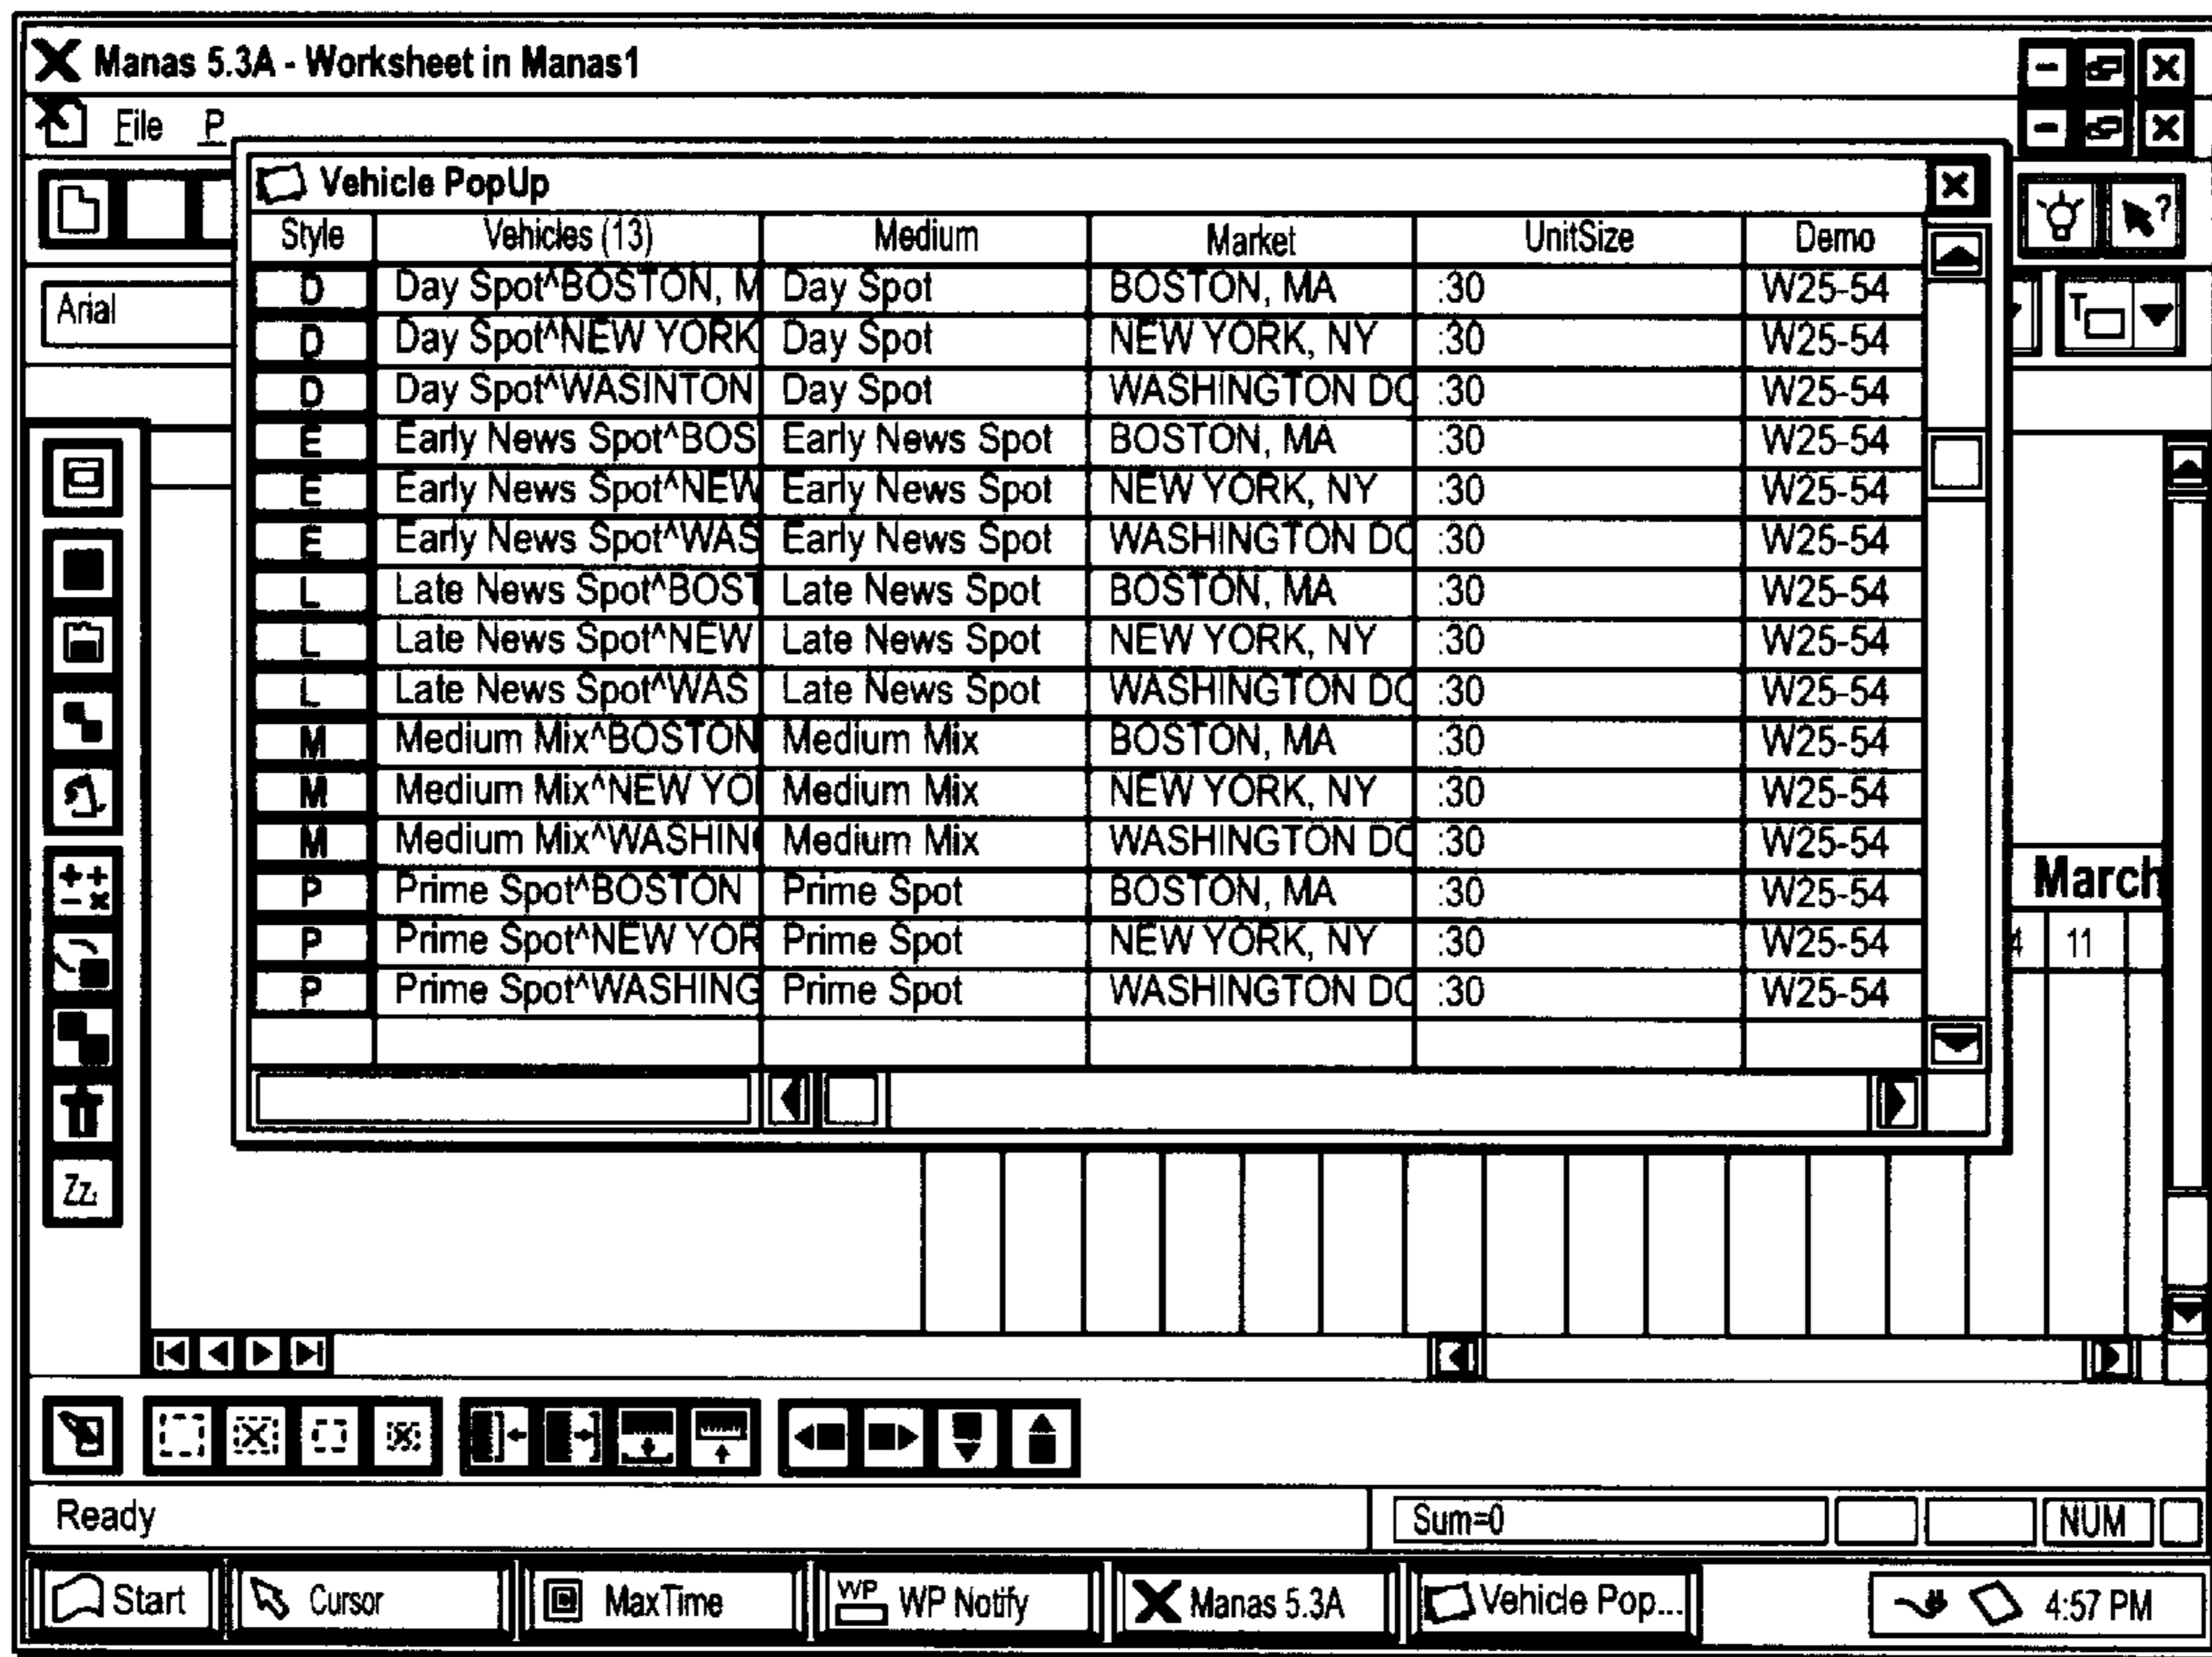 Manas 5.3A - Worksheet in Manas1
File P
Vehicle PopUp
Style Vehicles (13) Medium Market UnitSize Demo
D Day Spot^BOSTON, M Day Spot BOSTON, MA :30 W25-54
Arial
D Day Spot^NEW YORK Day Spot NEW YORK, NY :30 W25-54
D Day Spot^WASINTON Day Spot WASHINGTON DC :30 W25-54
E Early News Spot^BOS Early News Spot BOSTON, MA :30 W25-54
E Early News Spot^NEW Early News Spot NEW YORK, NY :30 W25-54
E Early News Spot^WAS Early News Spot WASHINGTON DC :30 W25-54
L Late News Spot^BOST Late News Spot BOSTON, MA :30 W25-54
L Late News Spot^NEW Late News Spot NEW YORK, NY :30 W25-54
L Late News Spot^WAS Late News Spot WASHINGTON DC :30 W25-54
M Medium Mix^BOSTON Medium Mix BOSTON, MA :30 W25-54
M Medium Mix^NEW YO Medium Mix NEW YORK, NY :30 W25-54
M Medium Mix^WASHIN Medium Mix WASHINGTON DC :30 W25-54
P Prime Spot^BOSTON Prime Spot BOSTON, MA :30 W25-54
March
P Prime Spot^NEW YOR Prime Spot NEW YORK, NY :30 W25-54
4 11
P Prime Spot^WASHING Prime Spot WASHINGTON DC :30 W25-54
Zz
Ready Sum=0 NUM
Start Cursor MaxTime WP WP Notify Manas 5.3A Vehicle Pop... 4:57 PM